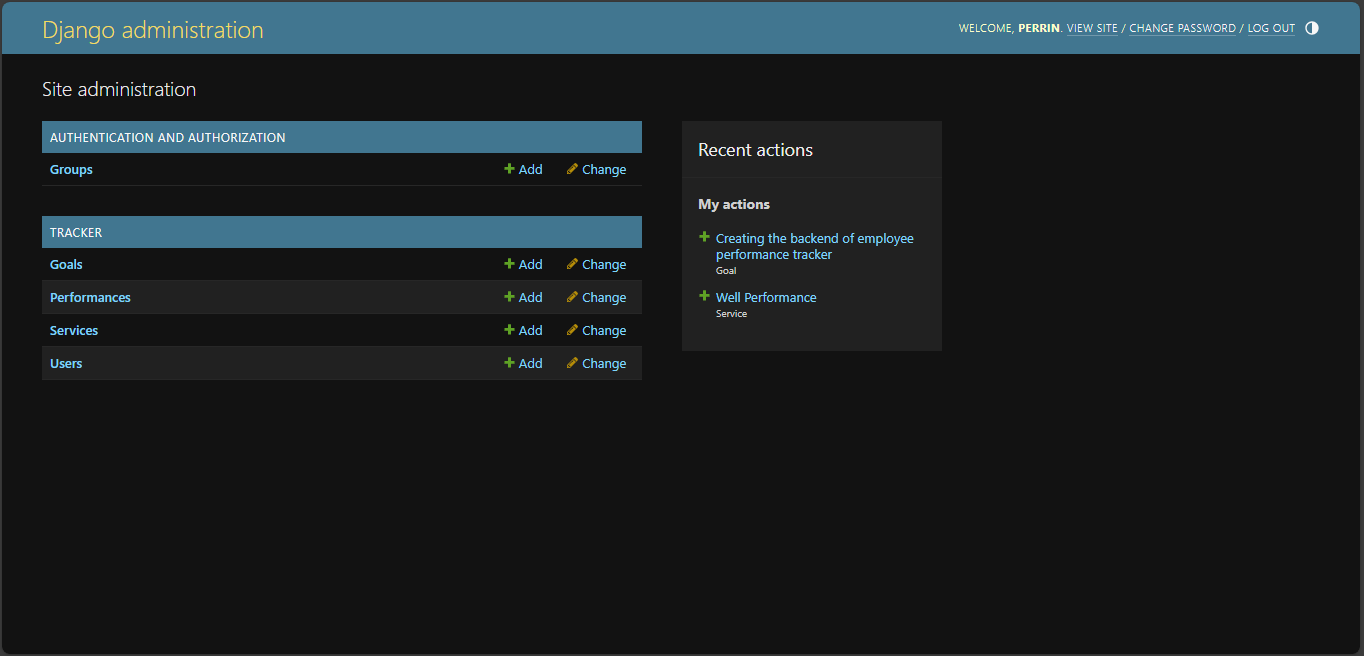 Django administration
WELCOME, PERRIN. VIEW SITE / CHANGE PASSWORD / LOG OUT
Site administration
AUTHENTICATION AND AUTHORIZATION
Groups Add Change
TRACKER
Goals Add Change
Performances Add Change
Services Add Change
Users Add Change
Recent actions
My actions
Creating the backend of employee
performance tracker
Goal
Well Performance
Service